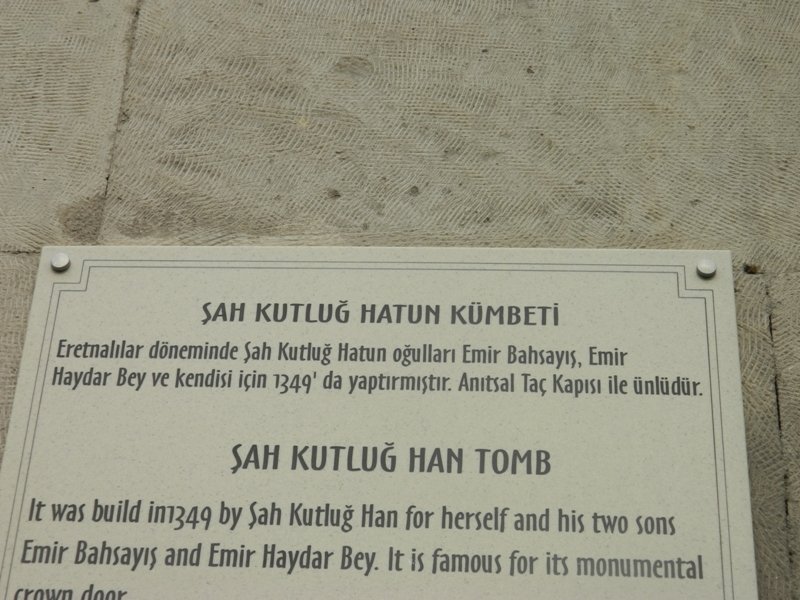 ŞAH KUTLUĞ HATUN KÜMBETİ
Eretnalılar döneminde Şah Kutluğ Hatun oğulları Emir Bahsayış, Emir
Haydar Bey ve kendisi için 1349' da yaptırmıştır. Anıtsal Taç Kapısı ile ünlüdür.
ŞAH KUTLUĞ HAN TOMB
It was build in1349 by Şah Kutluğ Han for herself and his two sons
Emir Bahsayış and Emir Haydar Bey. It is famous for its monumental
crown door